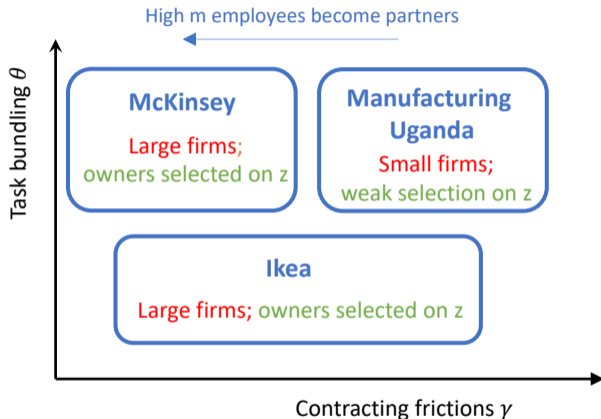 High m employees become partners
Task bundling θ
McKinsey
Large firms;
owners selected on z
Manufacturing
Uganda
Small firms;
weak selection on z
Ikea
Large firms; owners selected on z
Contracting frictions γ